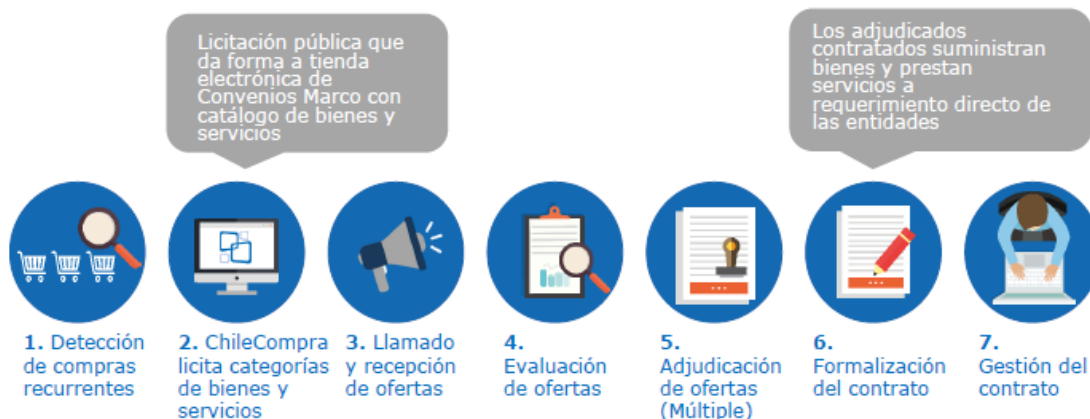 Licitación pública que
da forma a tienda
electrónica de
Convenios Marco con
catálogo de bienes y
servicios
Los adjudicados
contratados suministran
bienes y prestan
servicios a
requerimiento directo de
las entidades
1. Detección
de compras
recurrentes
2. ChileCompra
licita categorías
de bienes y
servicios
3. Llamado
y recepción
de ofertas
4.
Evaluación
de ofertas
5.
Adjudicación
de ofertas
(Múltiple)
6.
Formalización
del contrato
7.
Gestión del
contrato